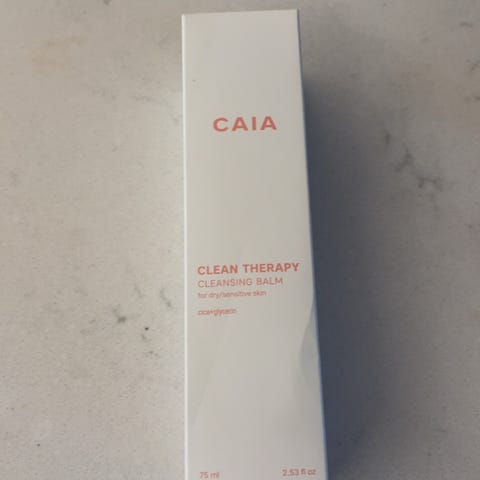 CAIA
CLEAN THERAPY
CLEANSING BALM
for dry/sensitive skin
cica+glycerin
75 ml 2.53 fl oz